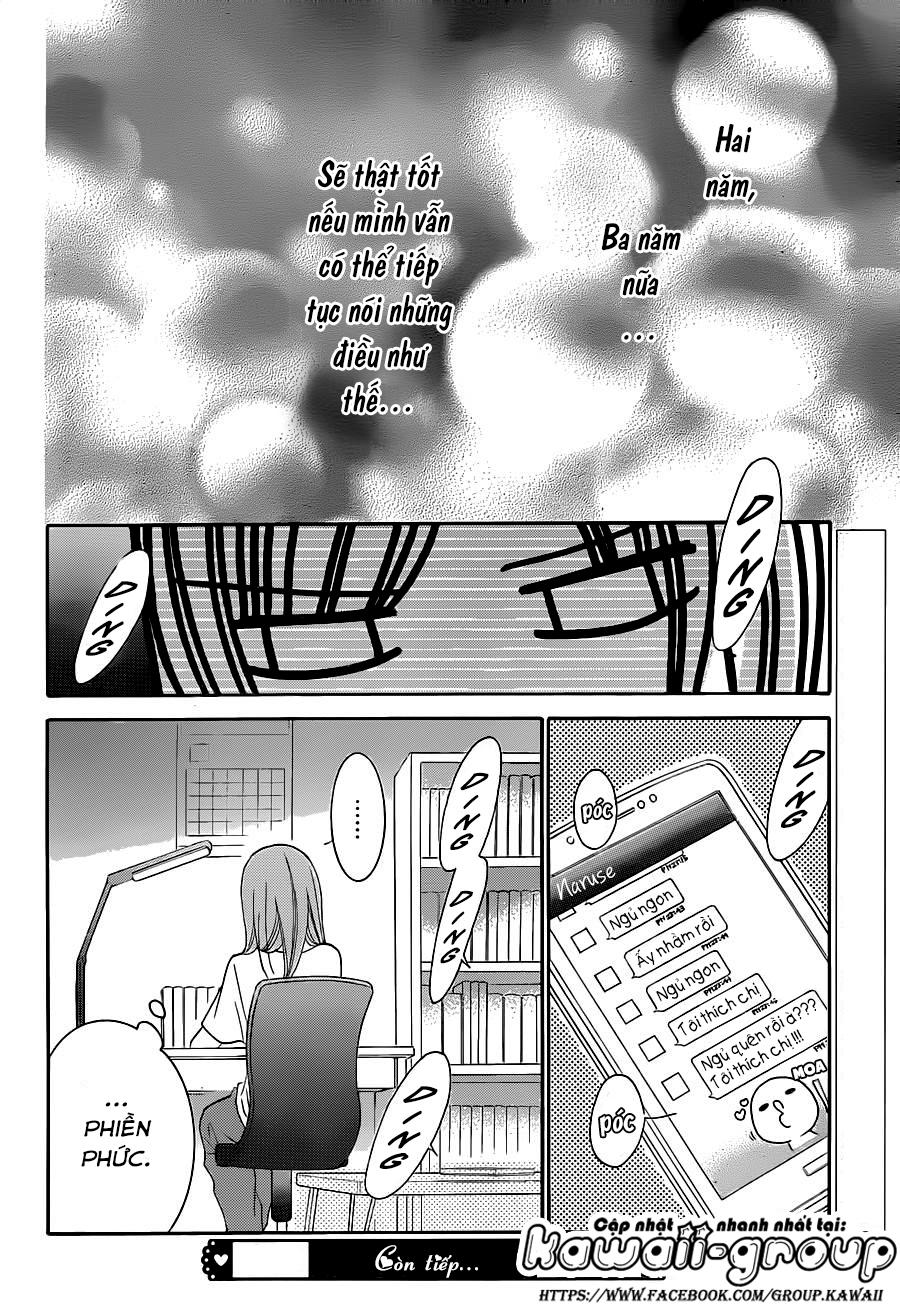 Hai
năm,
Ba năm
nữa
...
Sẽ thật tốt
nếu mình vẫn
có thể tiếp
tục nói những
điều như
thế...
DING
DING
DING
póc
Naruse
Ngủ ngon
Ấy nhầm rồi
Ngủ ngon
Tôi thích chị
Ngủ quên rồi à???
Tôi thích chị!!!
MOA
póc
......
DING
DING
DING
...
PHIỀN
PHỨC.
Còn tiếp...
Cập nhật nhanh nhất tại:
kawaii-group
HTTPS://WWW.FACEBOOK.COM/GROUP.KAWAII